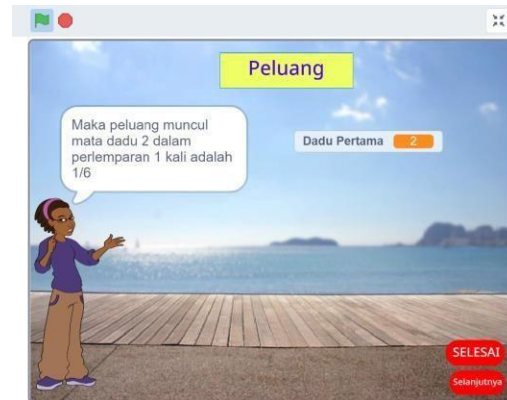 Peluang
Maka peluang muncul
mata dadu 2 dalam
perlemparan 1 kali adalah
1/6
Dadu Pertama 2
SELESAI
Selanjutnya